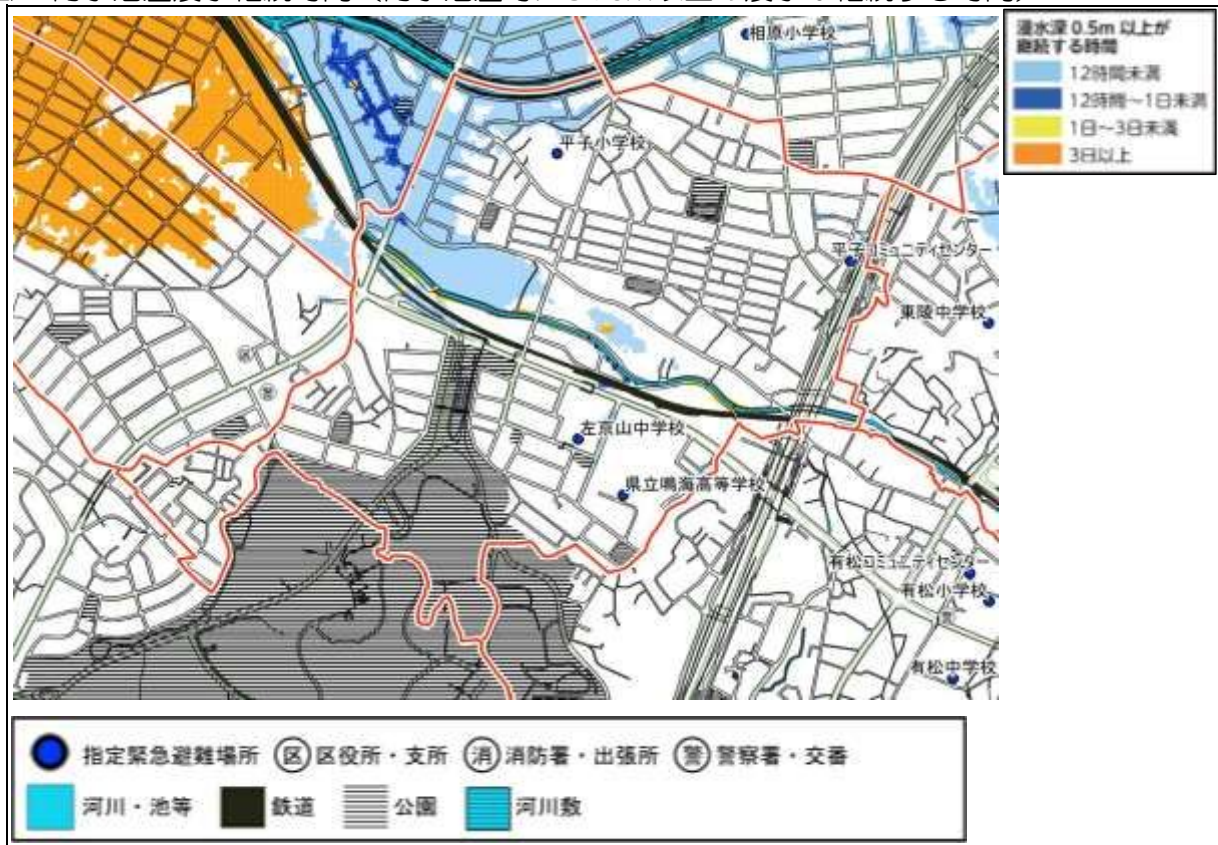 浸水深 0.5m 以上が
継続する時間
12時間未満
12時間～1日未満
1日～3日未満
3日以上
相原小学校
平子小学校
平子コミュニティセンター
東陵中学校
区
左京山中学校
県立鳴海高等学校
有松コミュニティセンター
有松小学校
有松中学校
指定緊急避難場所 区 区役所・支所 消 消防署・出張所 警 警察署・交番
河川・池等 鉄道 公園 河川敷